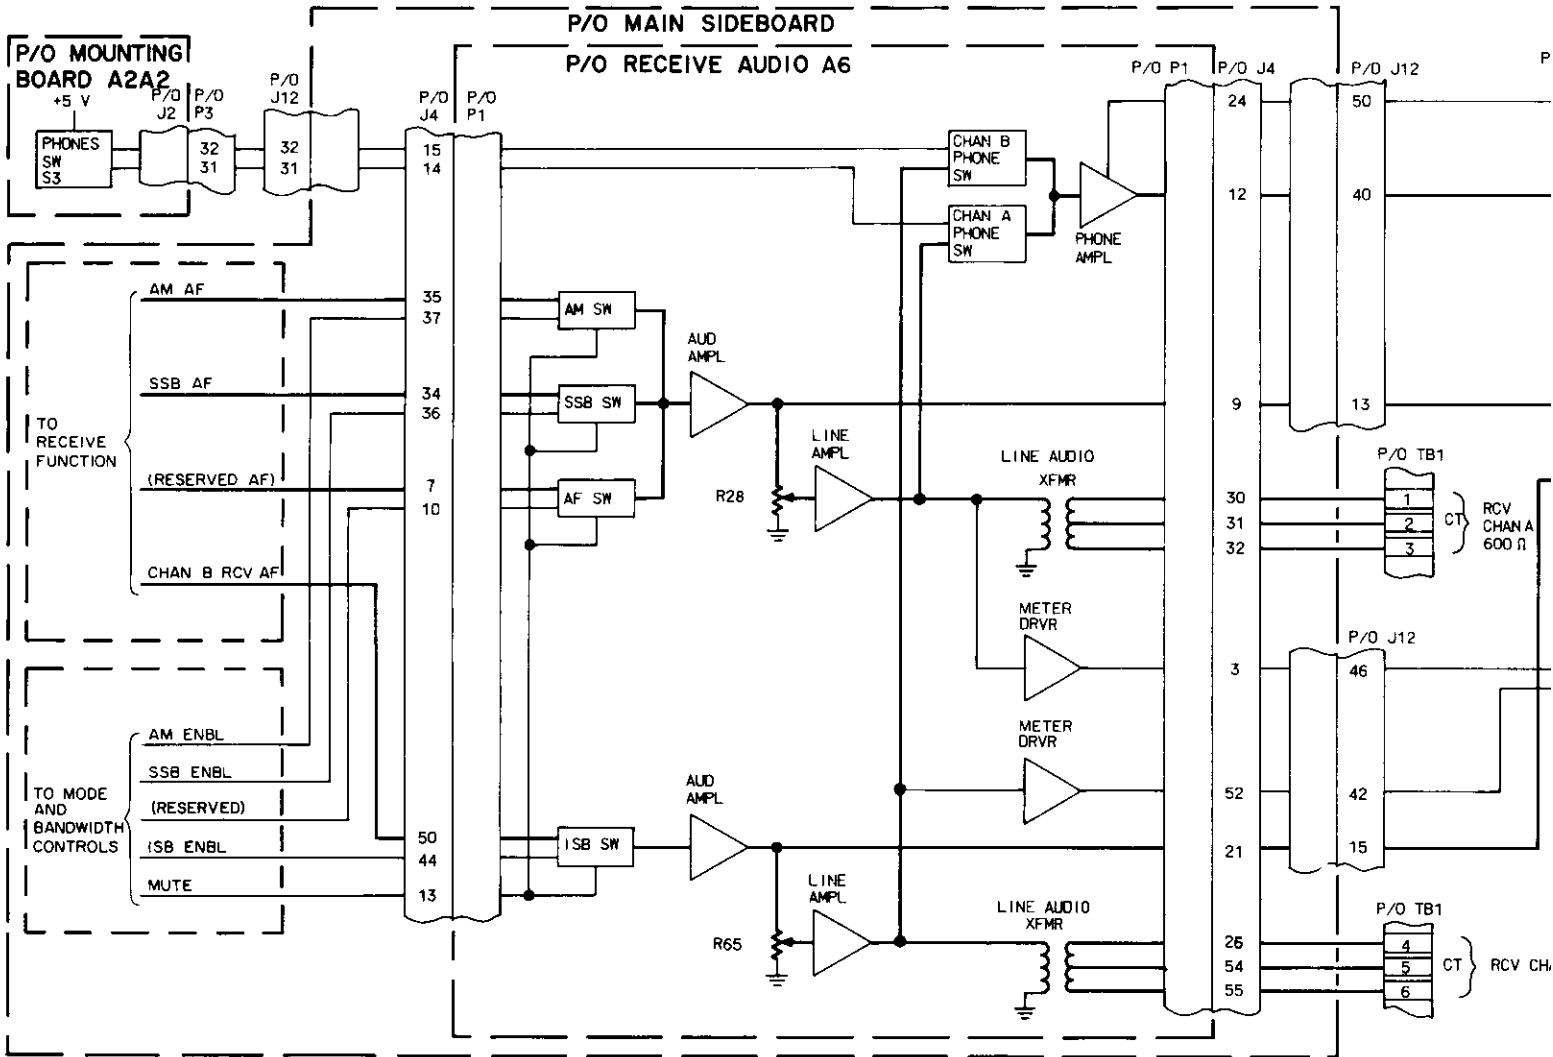 P/O MAIN SIDEBOARD
P/O RECEIVE AUDIO A6
P/O MOUNTING
BOARD A2A2
+5 V
P/O
J2
P/O
P3
P/O
J12
P/O
J4
P/O
P1
P/O P1
P/O J4
P/O J12
P
PHONES
SW
S3
32
31
32
31
15
14
CHAN B
PHONE
SW
CHAN A
PHONE
SW
PHONE
AMPL
24
50
12
40
AM AF
35
37
AM SW
AUD
AMPL
SSB AF
34
36
SSB SW
9
13
TO
RECEIVE
FUNCTION
(RESERVED AF)
7
10
AF SW
R28
LINE
AMPL
LINE AUDIO
XFMR
30
31
32
P/O TB1
1
2
3
CT
RCV
CHAN A
600 Ω
CHAN B RCV AF
METER
DRVR
3
P/O J12
46
METER
DRVR
52
42
TO MODE
AND
BANDWIDTH
CONTROLS
AM ENBL
SSB ENBL
(RESERVED)
ISB ENBL
MUTE
50
44
13
ISB SW
AUD
AMPL
21
15
R65
LINE
AMPL
LINE AUDIO
XFMR
26
54
55
P/O TB1
4
5
6
CT
RCV CHA